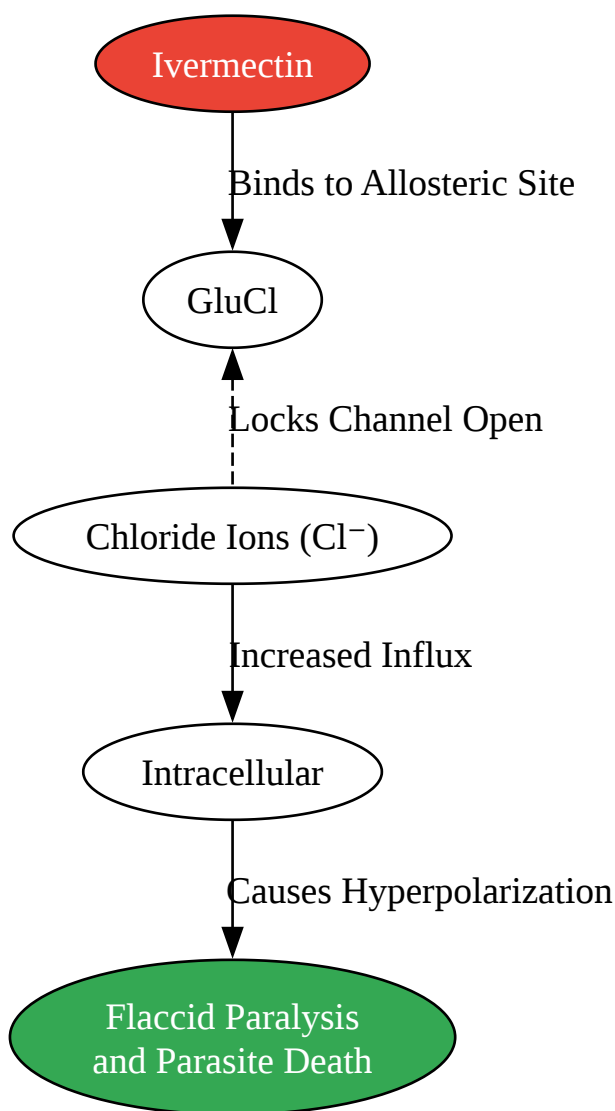 Ivermectin
Binds to Allosteric Site
GluCl
Locks Channel Open
Chloride Ions (Cl⁻)
Increased Influx
Intracellular
Causes Hyperpolarization
Flaccid Paralysis
and Parasite Death